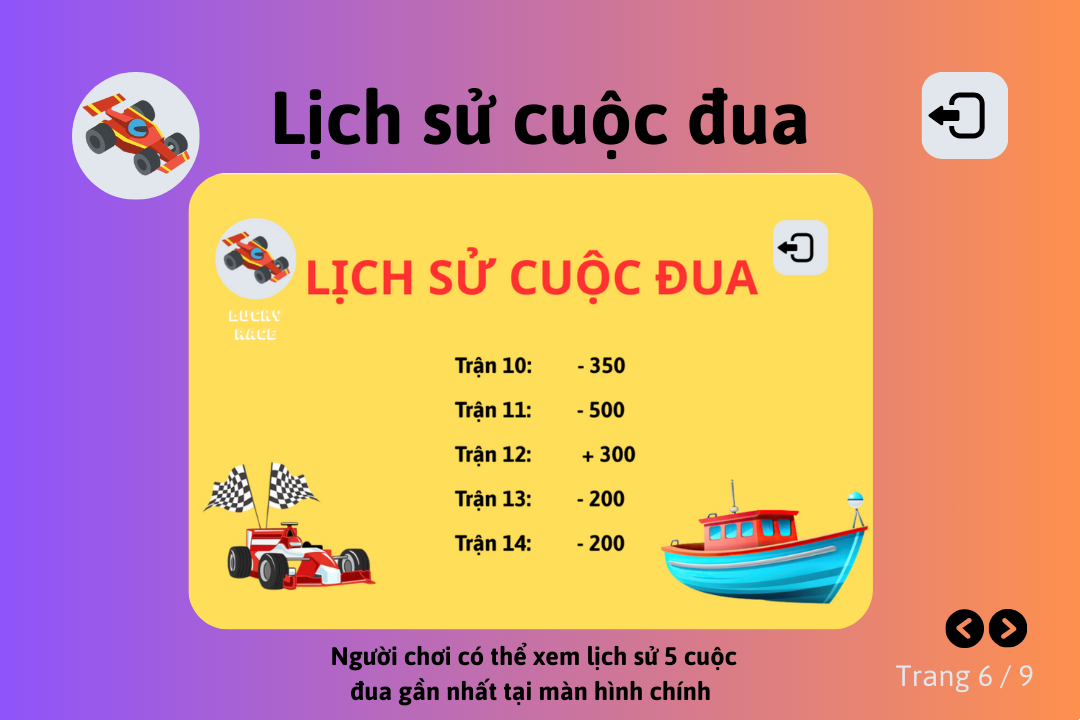 Lịch sử cuộc đua
LỊCH SỬ CUỘC ĐUA
LUCKY
RACE
Trận 10: - 350
Trận 11: - 500
Trận 12: + 300
Trận 13: - 200
Trận 14: - 200
Người chơi có thể xem lịch sử 5 cuộc
đua gần nhất tại màn hình chính
Trang 6 / 9